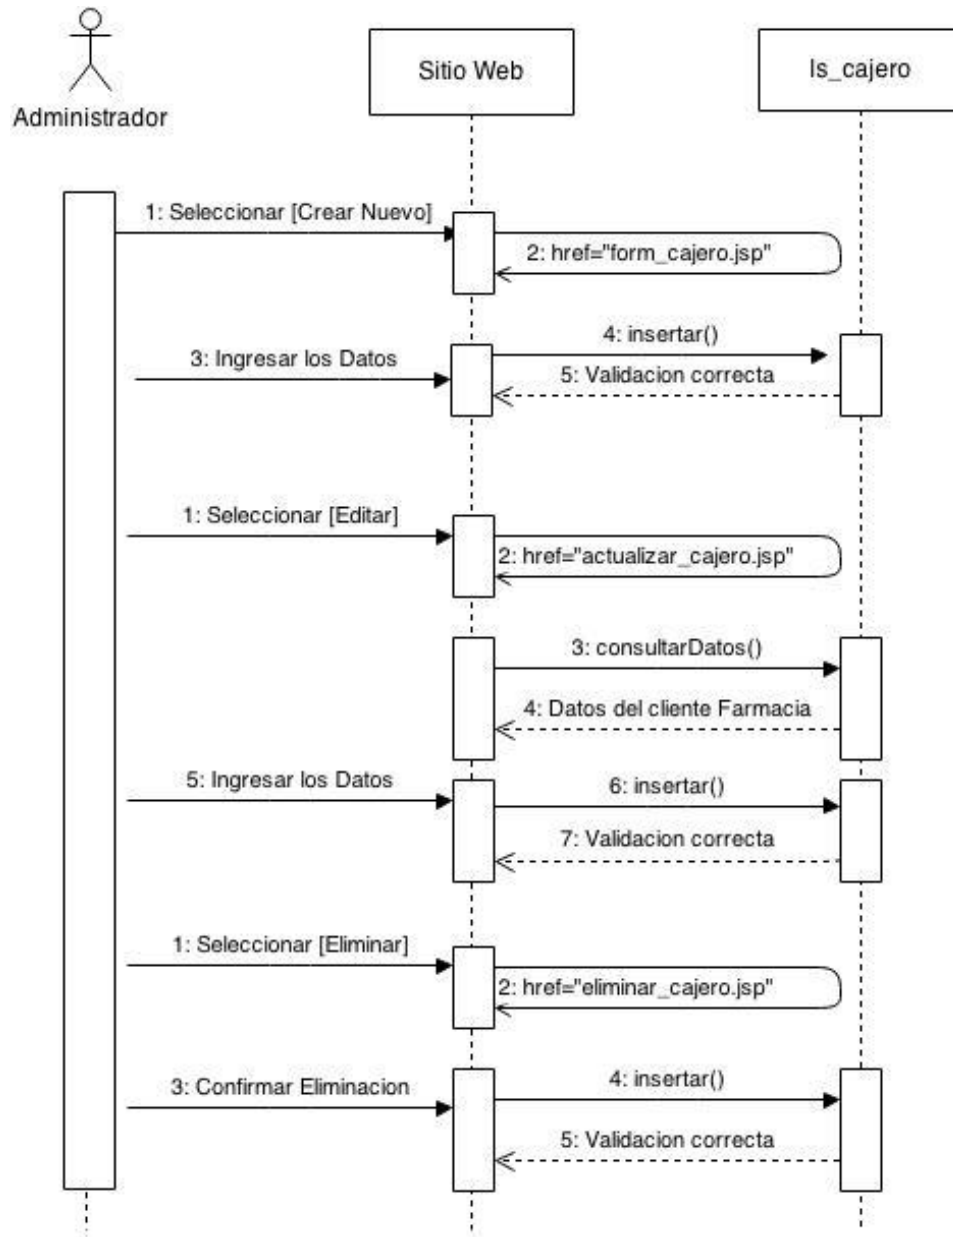 Administrador
Sitio Web
ls_cajero
1: Seleccionar [Crear Nuevo]
2: href="form_cajero.jsp"
3: Ingresar los Datos
4: insertar()
5: Validacion correcta
1: Seleccionar [Editar]
2: href="actualizar_cajero.jsp"
3: consultarDatos()
4: Datos del cliente Farmacia
5: Ingresar los Datos
6: insertar()
7: Validacion correcta
1: Seleccionar [Eliminar]
2: href="eliminar_cajero.jsp"
3: Confirmar Eliminacion
4: insertar()
5: Validacion correcta